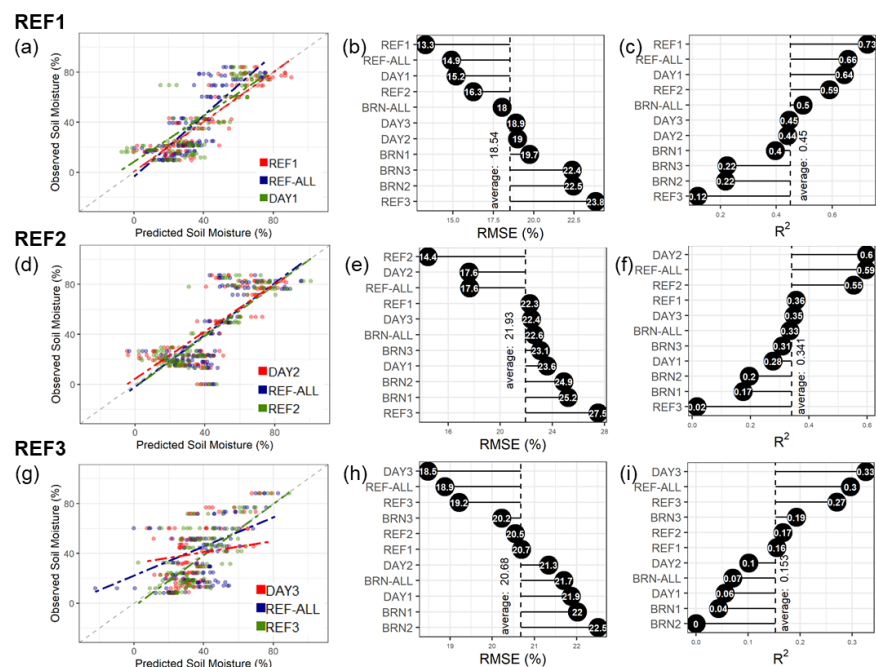 REF1
(a)
Observed Soil Moisture (%)
80
40
0
0
40
80
Predicted Soil Moisture (%)
REF1
REF-ALL
DAY1
(b)
REF1 13.3
REF-ALL 14.9
DAY1 15.2
REF2 16.3
BRN-ALL 18
DAY3 18.9
DAY2 19
BRN1 19.7
BRN3 22.4
BRN2 22.5
REF3 23.8
average: 18.54
15.0 17.5 20.0 22.5
RMSE (%)
(c)
REF1 0.73
REF-ALL 0.66
DAY1 0.64
REF2 0.59
BRN-ALL 0.5
DAY3 0.45
DAY2 0.44
BRN1 0.4
BRN3 0.22
BRN2 0.22
REF3 0.12
average: 0.45
0.2 0.4 0.6
R2
REF2
(d)
Observed Soil Moisture (%)
80
40
0
0 40 80
Predicted Soil Moisture (%)
DAY2
REF-ALL
REF2
(e)
REF2 14.4
DAY2 17.6
REF-ALL 17.6
REF1 22.3
DAY3 22.4
BRN-ALL 22.6
BRN3 23.1
DAY1 23.6
BRN2 24.9
BRN1 25.2
REF3 27.5
average: 21.93
16 20 24 28
RMSE (%)
(f)
DAY2 0.6
REF-ALL 0.59
REF2 0.55
REF1 0.36
DAY3 0.35
BRN-ALL 0.33
BRN3 0.31
DAY1 0.28
BRN2 0.2
BRN1 0.17
REF3 0.02
average: 0.341
0.0 0.2 0.4 0.6
R2
REF3
(g)
Observed Soil Moisture (%)
80
40
0
0 40 80
Predicted Soil Moisture (%)
DAY3
REF-ALL
REF3
(h)
DAY3 18.5
REF-ALL 18.9
REF3 19.2
BRN3 20.2
REF2 20.5
REF1 20.7
DAY2 21.3
BRN-ALL 21.7
DAY1 21.9
BRN1 22
BRN2 22.5
average: 20.68
19 20 21 22
RMSE (%)
(i)
DAY3 0.33
REF-ALL 0.3
REF3 0.27
BRN3 0.19
REF2 0.17
REF1 0.16
DAY2 0.1
BRN-ALL 0.07
DAY1 0.06
BRN1 0.04
BRN2 0
average: 0.155
0.0 0.1 0.2 0.3
R2